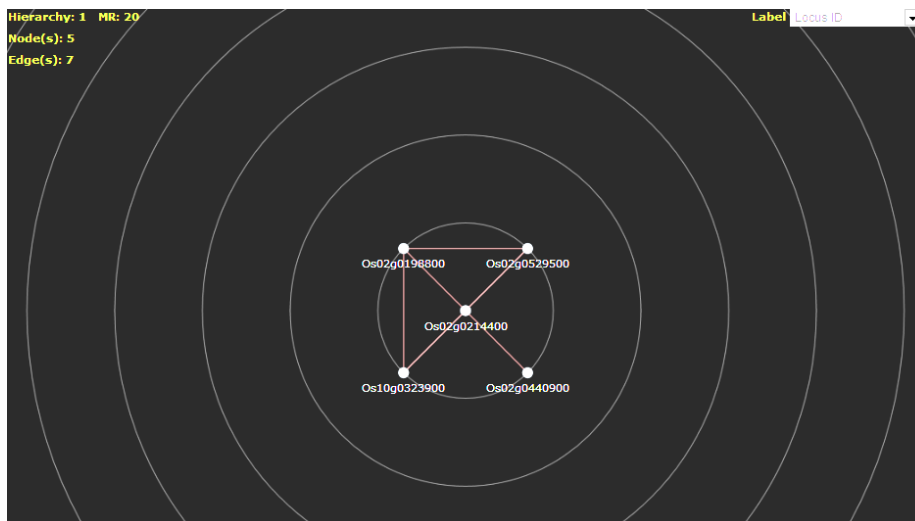 Hierarchy: 1 MR: 20
Label Locus ID
Node(s): 5
Edge(s): 7
Os02g0198800 Os02g0529500
Os02g0214400
Os10g0323900 Os02g0440900